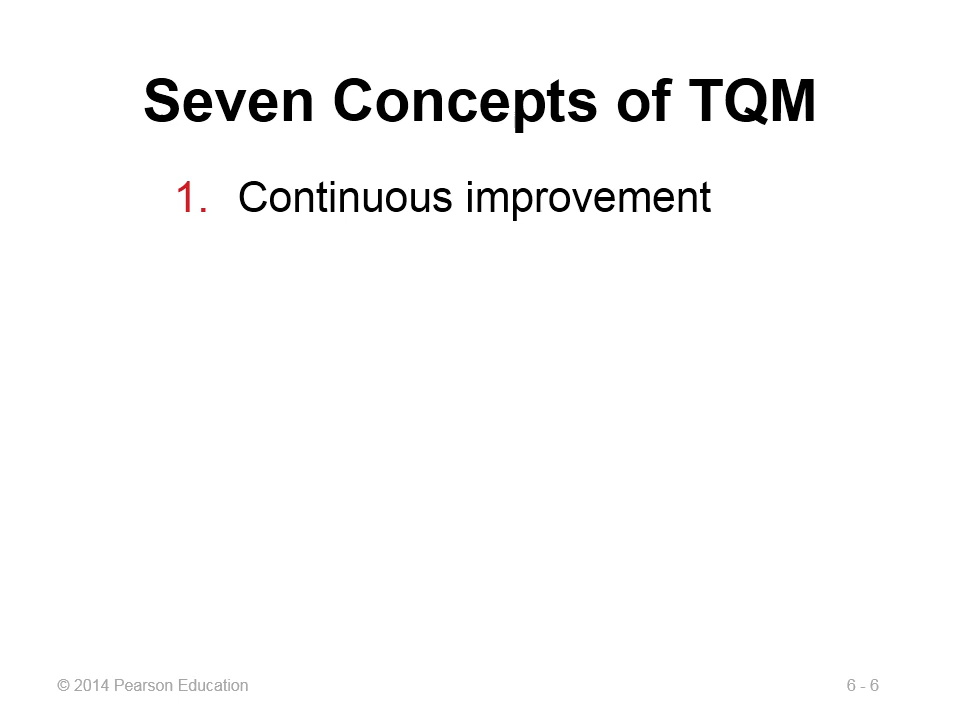 Seven Concepts of TQM
1. Continuous improvement
© 2014 Pearson Education
6 - 6